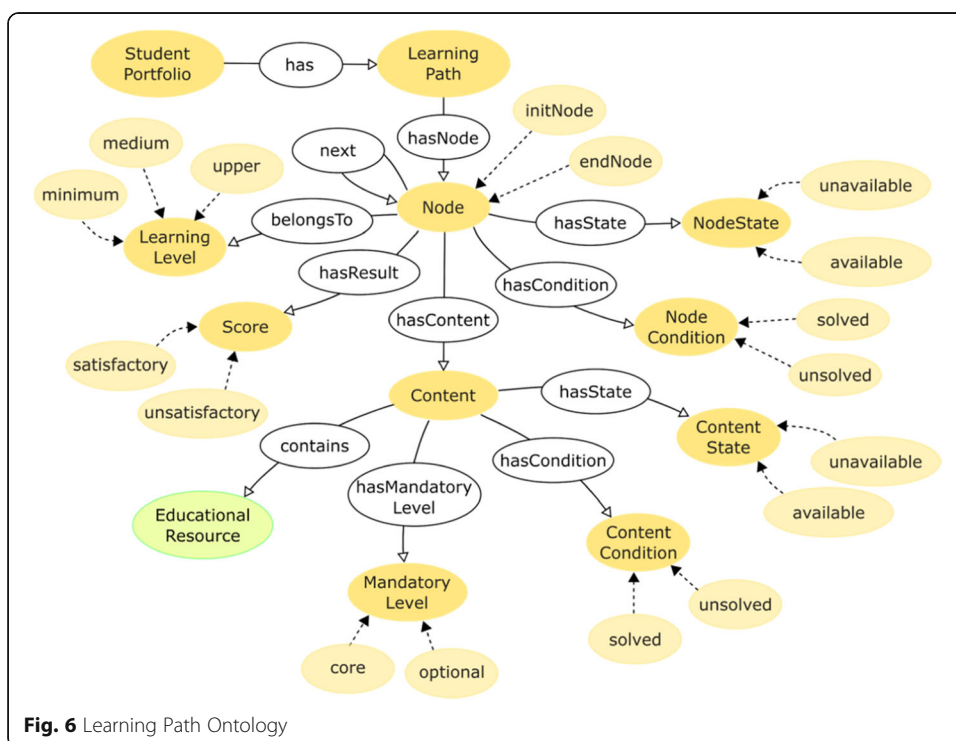 Student
Portfolio
has
Learning
Path
initNode
hasNode
medium
next
endNode
upper
unavailable
minimum
Node
belongsTo
hasState
NodeState
Learning
Level
hasResult
available
hasCondition
Score
hasContent
Node
Condition
solved
satisfactory
unsolved
Content
hasState
unsatisfactory
Content
State
contains
hasCondition
unavailable
hasMandatory
Level
available
Educational
Resource
Content
Condition
Mandatory
Level
unsolved
solved
core
optional
Fig. 6 Learning Path Ontology